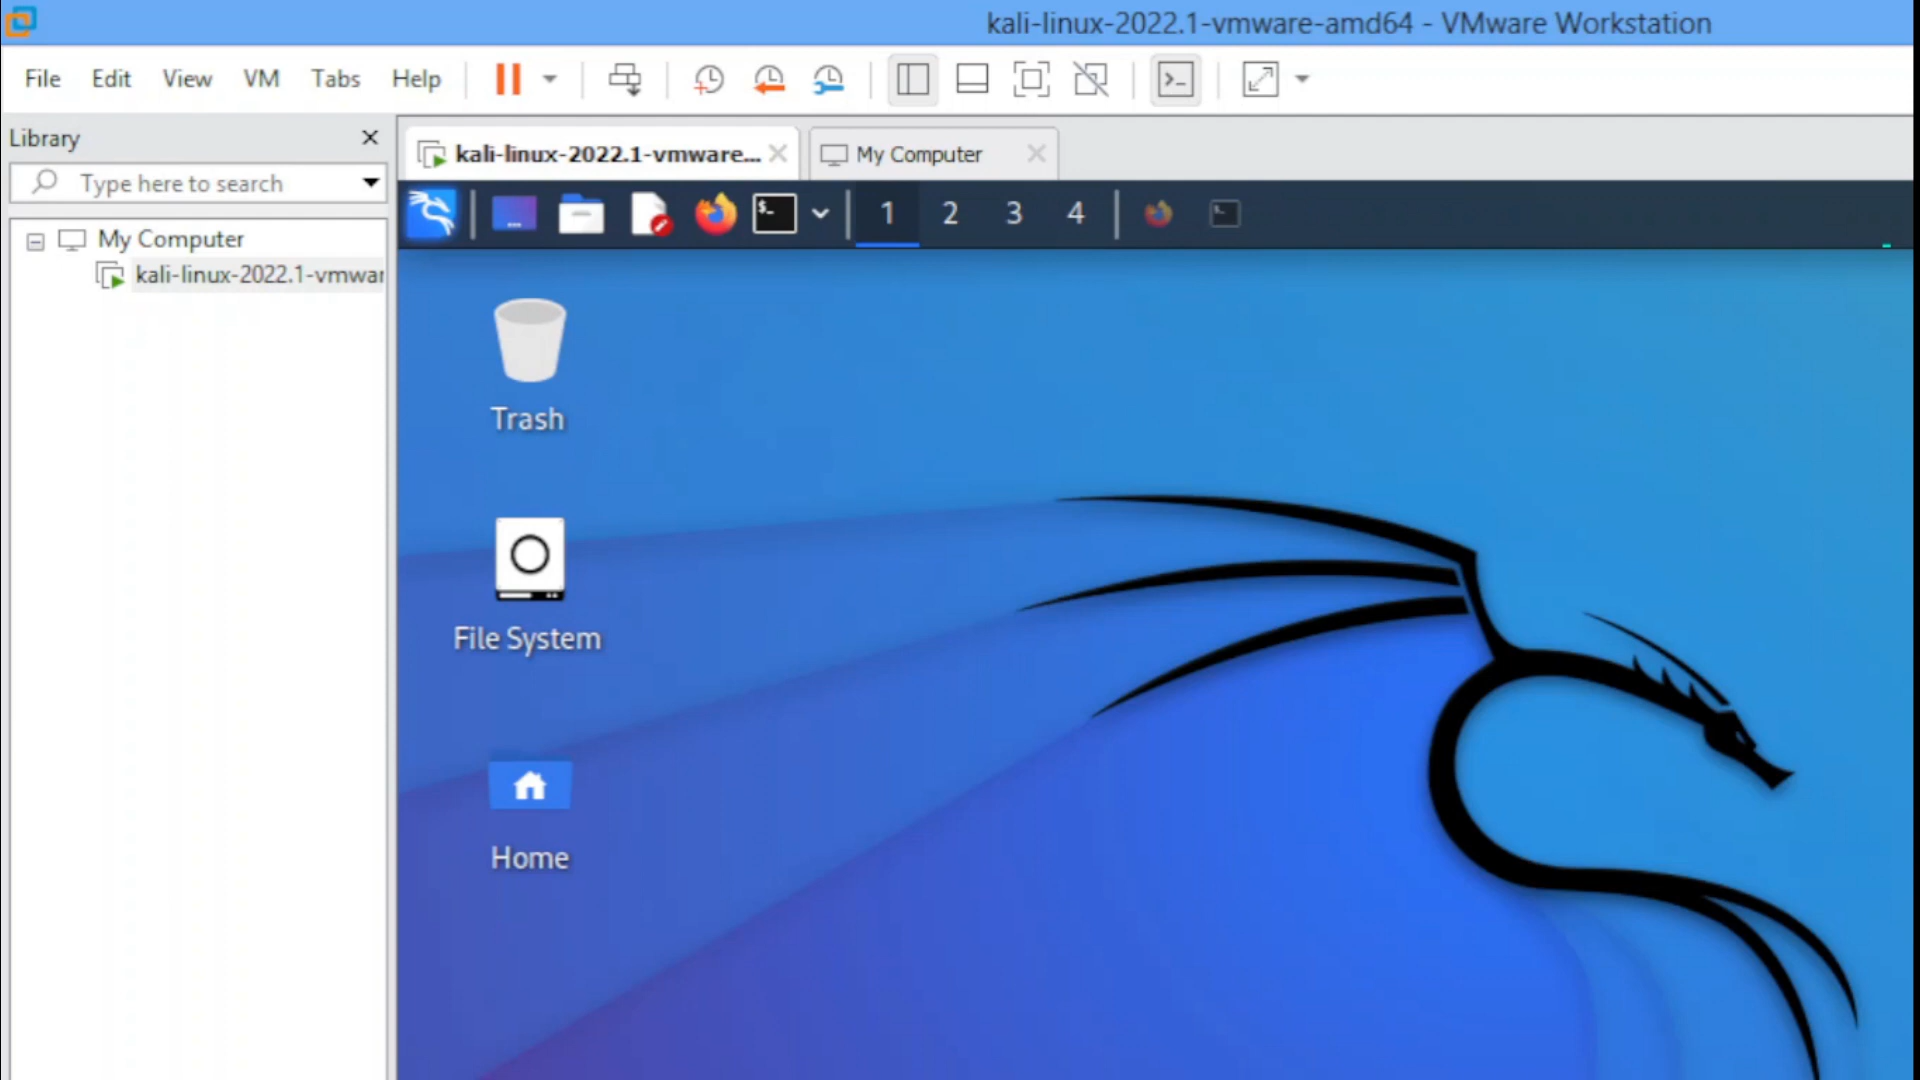 kali-linux-2022.1-vmware-amd64 - VMware Workstation
File Edit View VM Tabs Help
Library
Type here to search
My Computer
kali-linux-2022.1-vmwar
kali-linux-2022.1-vmware... My Computer
$- 1 2 3 4
Trash
File System
Home